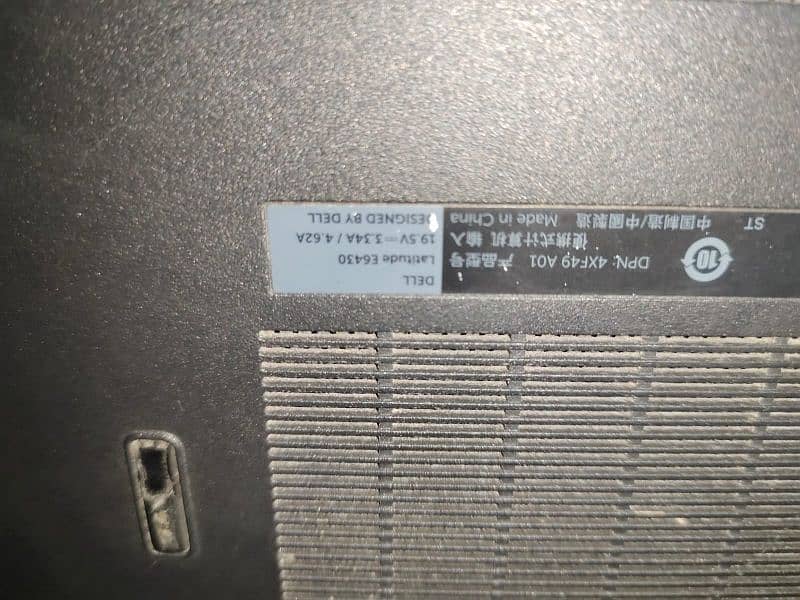 DELL
Latitude E6430
19.5V⎓3.34A / 4.62A
DESIGNED BY DELL
DPN: 4XF49 A01 产品型号
便携式计算机 输入
中国制造/中國製造 Made in China
10
ST